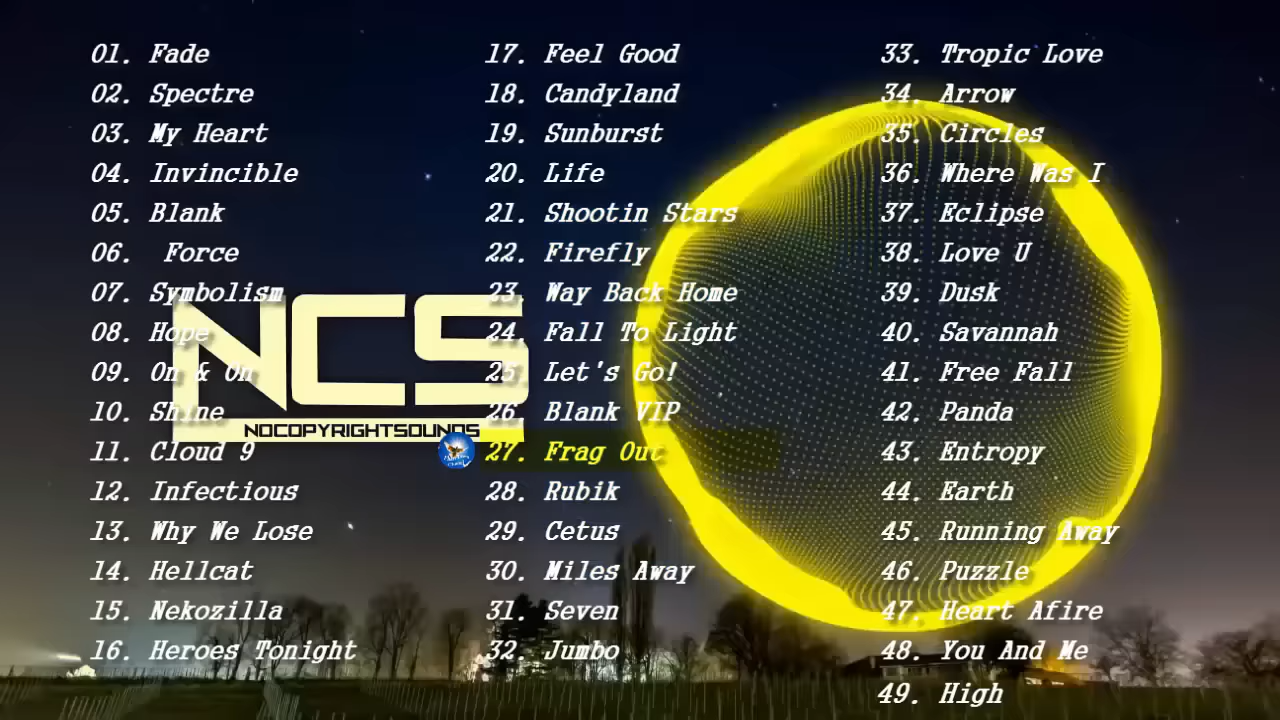 01. Fade
02. Spectre
03. My Heart
04. Invincible
05. Blank
06. Force
07. Symbolism
08. Hope
09. On & On
10. Shine
11. Cloud 9
12. Infectious
13. Why We Lose
14. Hellcat
15. Nekozilla
16. Heroes Tonight
NCS
NOCOPYRIGHTSOUNDS
17. Feel Good
18. Candyland
19. Sunburst
20. Life
21. Shootin Stars
22. Firefly
23. Way Back Home
24. Fall To Light
25. Let's Go!
26. Blank VIP
27. Frag Out
28. Rubik
29. Cetus
30. Miles Away
31. Seven
32. Jumbo
33. Tropic Love
34. Arrow
35. Circles
36. Where Was I
37. Eclipse
38. Love U
39. Dusk
40. Savannah
41. Free Fall
42. Panda
43. Entropy
44. Earth
45. Running Away
46. Puzzle
47. Heart Afire
48. You And Me
49. High